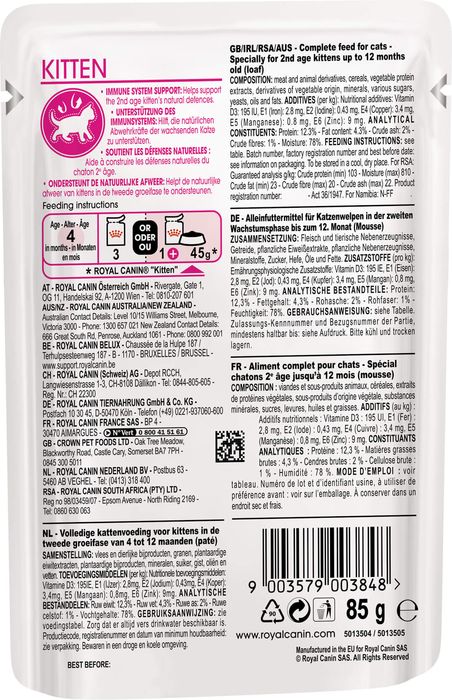 KITTEN
• IMMUNE SYSTEM SUPPORT: Helps support
the 2nd age kitten's natural defences.
• UNTERSTÜTZUNG DES
IMMUNSYSTEMS: Hilft, die natürlichen
Abwehrkräfte der wachsenden Katze
zu unterstützen.
• SOUTIENT LES DÉFENSES NATURELLES :
Aide à construire les défenses naturelles du
chaton 2e âge.
• ONDERSTEUNT DE NATUURLIJKE AFWEER: Helpt de natuurlijke
afweer van kittens in de tweede groeifase te ondersteunen.
Feeding instructions
Age - Alter - Âge
4
in months - in Monaten
en mois
3
OR
ODER
OU
1 + 45g*
* ROYAL CANIN® "Kitten"
AT - ROYAL CANIN Österreich GmbH - Rivergate, Gate 1,
OG 11, Handelskai 92, A-1200 Wien - Tel: 0810-207 601
AUS/NZ - ROYAL CANIN AUSTRALIA/NEW ZEALAND -
Australian Contact Details: Level 10/15 Williams Street, Melbourne,
Victoria 3000 - Phone: 1300 657 021 New Zealand Contact Details:
666 Great South Rd, Penrose, Auckland 1061 - Phone: 0800 992 001
BE - ROYAL CANIN BELUX - Chaussée de la Hulpe 187 /
Terhulpsesteenweg 187 - B - 1170 - BRUXELLES / BRUSSEL -
www.support.royalcanin.be
CH - ROYAL CANIN (Schweiz) AG - Depot RCCH,
Langwiesenstrasse 1-3, CH-8108 Dällikon - Tel: 0844-805-605 -
Reg. Nr.: CH 22300
DE - ROYAL CANIN TIERNAHRUNG GmbH & Co. KG -
Postfach 10 30 45, D-50470 Köln - Telefon +49 (0)221-937060-600
FR - ROYAL CANIN FRANCE SAS - BP 4 -
30470 AIMARGUES - N°Vert 0 800 41 51 61
GB - CROWN PET FOODS LTD - Oak Tree Meadow,
Blackworthy Road, Castle Cary, Somerset BA7 7PH -
0845 300 5011
NL - ROYAL CANIN NEDERLAND BV - Postbus 63 -
5460 AB VEGHEL - Tel: (0413) 318 400
RSA - ROYAL CANIN SOUTH AFRICA (PTY) LTD -
Reg no 98/03459/07 - Epsom Avenue - North Riding 2169 -
Tel: 0860 630 063
NL - Volledige kattenvoeding voor kittens in de
tweede groeifase van 4 tot 12 maanden (paté)
SAMENSTELLING: vlees en dierlijke bijproducten, granen, plantaardige
eiwitextracten, plantaardige bijproducten, mineralen, suiker, gist, oliën en
vetten. TOEVOEGINGSMIDDELEN (per kg): Nutritionele toevoegingsmiddelen:
Vitamine D3: 195IE, E1 (IJzer): 2,8mg, E2 (Jodium): 0,43mg, E4 (Koper):
3,4mg, E5 (Mangaan): 0,8mg, E6 (Zink): 9mg. ANALYTISCHE
BESTANDDELEN: Ruw eiwit: 12,3% - Ruw vet: 4,3% - Ruwe as: 2% - Ruwe
celstof: 1% - Vochtgehalte: 78%. GEBRUIKSAANWIJZING: zie
voedingstabel. Zorg dat er altijd vers drinkwater beschikbaar is.
Productiecode, registratienummer en datum van minimum houdbaarheid:
zie verpakking. Bewaren in een droge en koele omgeving.
BEST BEFORE:
GB/IRL/RSA/AUS - Complete feed for cats -
Specially for 2nd age kittens up to 12 months
old (loaf)
COMPOSITION: meat and animal derivatives, cereals, vegetable protein
extracts, derivatives of vegetable origin, minerals, various sugars,
yeasts, oils and fats. ADDITIVES (per kg): Nutritional additives: Vitamin
D3: 195 IU, E1 (Iron): 2.8 mg, E2 (Iodine): 0.43 mg, E4 (Copper): 3.4 mg,
E5 (Manganese): 0.8 mg, E6 (Zinc): 9 mg. ANALYTICAL
CONSTITUENTS: Protein: 12.3% - Fat content: 4.3% - Crude ash: 2% -
Crude fibres: 1% - Moisture: 78%. FEEDING INSTRUCTIONS: see
table. Batch number, factory registration number and best before date:
see information on packaging. To be stored in a cool, dry place. For RSA:
Guaranteed analysis g/kg: Crude protein (min) 103 - Moisture (max) 810 -
Crude fat (min) 23 - Crude fibre (max) 20 - Crude ash (max) 22. Product
registration number: - Act 36/1947. For Namibia: N-FF
DE - Alleinfuttermittel für Katzenwelpen in der zweiten
Wachstumsphase bis zum 12. Monat (Mousse)
ZUSAMMENSETZUNG: Fleisch und tierische Nebenerzeugnisse,
Getreide, pflanzliche Eiweißextrakte, pflanzliche Nebenerzeugnisse,
Mineralstoffe, Zucker, Hefe, Öle und Fette. ZUSATZSTOFFE (pro kg):
Ernährungsphysiologische Zusatzstoffe: Vitamin D3: 195 IE, E1 (Eisen):
2,8 mg, E2 (Jod): 0,43 mg, E4 (Kupfer): 3,4 mg, E5 (Mangan): 0,8 mg,
E6 (Zink): 9 mg. ANALYTISCHE BESTANDTEILE: Protein:
12,3% - Fettgehalt: 4,3% - Rohasche: 2% - Rohfaser: 1% -
Feuchtigkeit: 78%. GEBRAUCHSANWEISUNG: siehe Tabelle.
Zulassungs-Kennnummer und Bezugsnummer der Partie,
mindestens haltbar bis: siehe Aufdruck. Bitte kühl und trocken
lagern.
FR - Aliment complet pour chats - Spécial
chatons 2e âge jusqu'à 12 mois (mousse)
COMPOSITION : viandes et sous-produits animaux, céréales, extraits
de protéines végétales, sous-produits d'origine végétale, substances
minérales, sucres, levures, huiles et graisses. ADDITIFS (au kg) :
Additifs nutritionnels : Vitamine D3 : 195 UI, E1 (Fer) : 2,8 mg,
E2 (Iode) : 0,43 mg, E4 (Cuivre) : 3,4 mg, E5
(Manganèse) : 0,8 mg, E6 (Zinc) : 9 mg. CONSTITUANTS
ANALYTIQUES : Protéine : 12,3 % - Matières grasses
brutes : 4,3 % - Cendres brutes : 2 % - Cellulose brute :
1 % - Humidité : 78 %. MODE D'EMPLOI : voir
tableau. Numéro de lot et d'identifiant usine, à utiliser de
préférence avant : voir sur l'emballage. À conserver dans un
endroit sec et frais.
9 003579 003848 >
C/PP 90
85 g e
www.royalcanin.com 5013504 / 5013505
Manufactured in the EU for Royal Canin SAS.
© Royal Canin SAS. All Rights Reserved